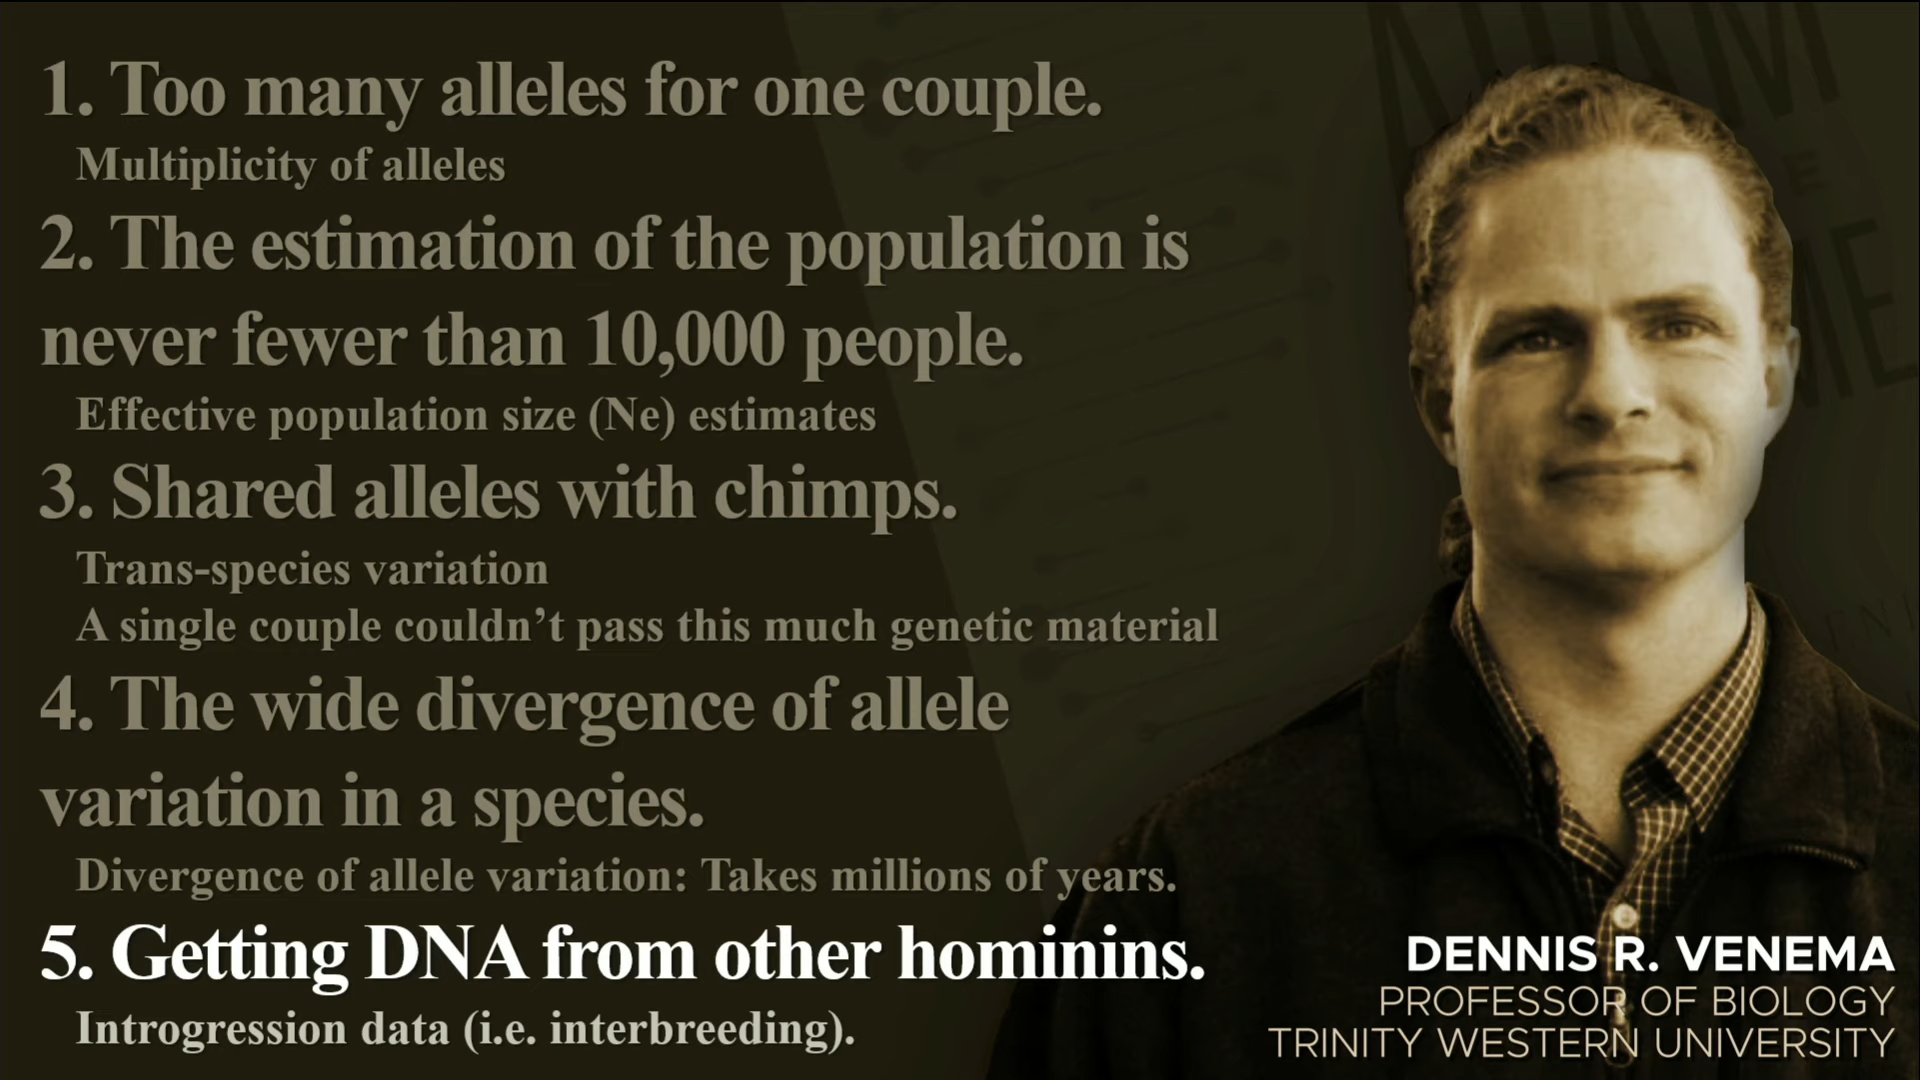 1. Too many alleles for one couple.
Multiplicity of alleles
2. The estimation of the population is
never fewer than 10,000 people.
Effective population size (Ne) estimates
3. Shared alleles with chimps.
Trans-species variation
A single couple couldn’t pass this much genetic material
4. The wide divergence of allele
variation in a species.
Divergence of allele variation: Takes millions of years.
5. Getting DNA from other hominins.
Introgression data (i.e. interbreeding).
DENNIS R. VENEMA
PROFESSOR OF BIOLOGY
TRINITY WESTERN UNIVERSITY